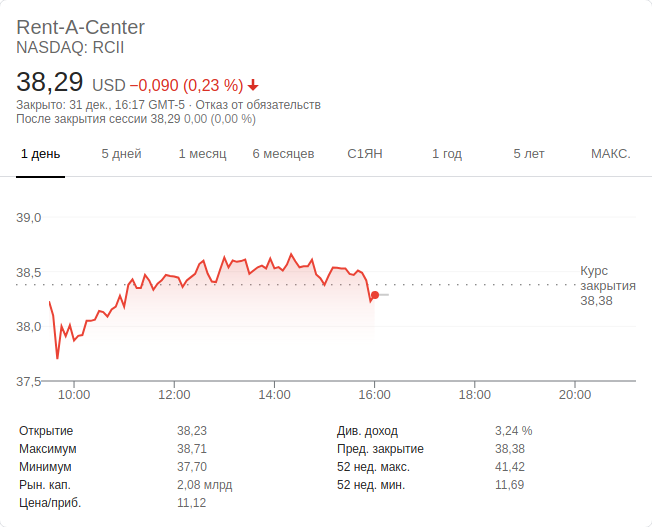 Rent-A-Center
NASDAQ: RCII
38,29 USD −0,090 (0,23 %)
Закрыто: 31 дек., 16:17 GMT-5 · Отказ от обязательств
После закрытия сессии 38,29 0,00 (0,00 %)
1 день 5 дней 1 месяц 6 месяцев С1ЯН 1 год 5 лет МАКС.
39,0
38,5
Курс
закрытия
38,38
38,0
37,5
10:00 12:00 14:00 16:00 18:00 20:00
Открытие 38,23 Див. доход 3,24 %
Максимум 38,71 Пред. закрытие 38,38
Минимум 37,70 52 нед. макс. 41,42
Рын. кап. 2,08 млрд 52 нед. мин. 11,69
Цена/приб. 11,12